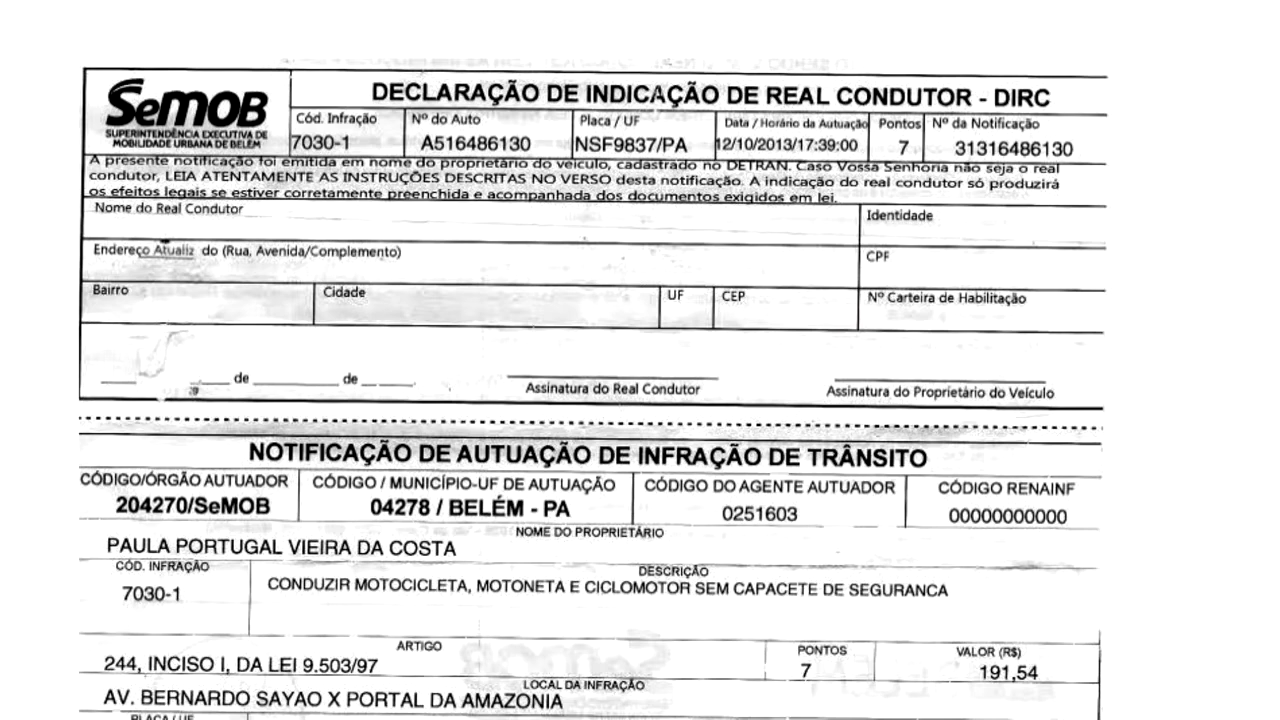 SeMOB
SUPERINTENDÊNCIA EXECUTIVA DE
MOBILIDADE URBANA DE BELÉM
DECLARAÇÃO DE INDICAÇÃO DE REAL CONDUTOR - DIRC
Cód. Infração Nº do Auto Placa / UF Data / Horário da Autuação Pontos Nº da Notificação
7030-1 A516486130 NSF9837/PA 12/10/2013/17:39:00 7 31316486130
A presente notificação foi emitida em nome do proprietário do veículo, cadastrado no DETRAN. Caso Vossa Senhoria não seja o real
condutor, LEIA ATENTAMENTE AS INSTRUÇÕES DESCRITAS NO VERSO desta notificação. A indicação do real condutor só produzirá
os efeitos legais se estiver corretamente preenchida e acompanhada dos documentos exigidos em lei.
Nome do Real Condutor Identidade
Endereço Atualiz do (Rua, Avenida/Complemento) CPF
Bairro Cidade UF CEP Nº Carteira de Habilitação
de de
Assinatura do Real Condutor Assinatura do Proprietário do Veículo
NOTIFICAÇÃO DE AUTUAÇÃO DE INFRAÇÃO DE TRÂNSITO
CÓDIGO/ÓRGÃO AUTUADOR CÓDIGO / MUNICÍPIO-UF DE AUTUAÇÃO CÓDIGO DO AGENTE AUTUADOR CÓDIGO RENAINF
204270/SeMOB 04278 / BELÉM - PA 0251603 00000000000
NOME DO PROPRIETÁRIO
PAULA PORTUGAL VIEIRA DA COSTA
CÓD. INFRAÇÃO DESCRIÇÃO
7030-1 CONDUZIR MOTOCICLETA, MOTONETA E CICLOMOTOR SEM CAPACETE DE SEGURANCA
ARTIGO PONTOS VALOR (R$)
244, INCISO I, DA LEI 9.503/97 7 191,54
LOCAL DA INFRAÇÃO
AV. BERNARDO SAYAO X PORTAL DA AMAZONIA
PLACA / UF